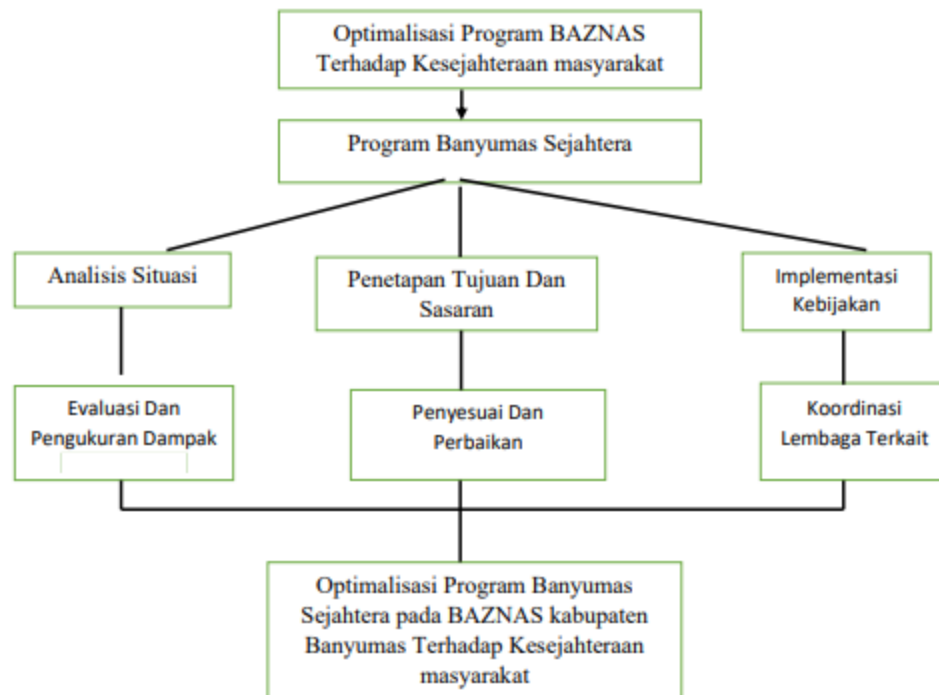 Optimalisasi Program BAZNAS
Terhadap Kesejahteraan masyarakat
Program Banyumas Sejahtera
Analisis Situasi
Penetapan Tujuan Dan
Sasaran
Implementasi
Kebijakan
Evaluasi Dan
Pengukuran Dampak
Penyesuai Dan
Perbaikan
Koordinasi
Lembaga Terkait
Optimalisasi Program Banyumas
Sejahtera pada BAZNAS kabupaten
Banyumas Terhadap Kesejahteraan
masyarakat